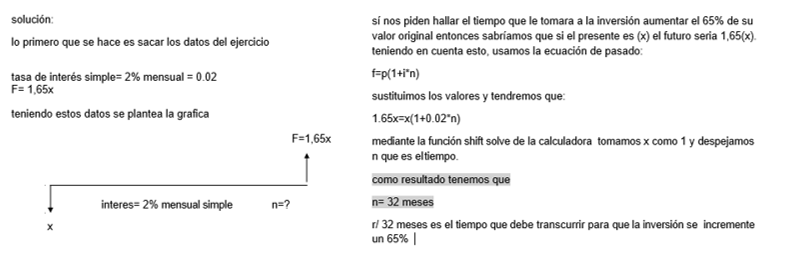 solución:
lo primero que se hace es sacar los datos del ejercicio
tasa de interés simple= 2% mensual = 0.02
F= 1,65x
teniendo estos datos se plantea la grafica
F=1,65x
interes= 2% mensual simple n=?
x
sí nos piden hallar el tiempo que le tomara a la inversión aumentar el 65% de su
valor original entonces sabríamos que si el presente es (x) el futuro seria 1,65(x).
teniendo en cuenta esto, usamos la ecuación de pasado:
f=p(1+i*n)
sustituimos los valores y tendremos que:
1.65x=x(1+0.02*n)
mediante la función shift solve de la calculadora tomamos x como 1 y despejamos
n que es eltiempo.
como resultado tenemos que
n= 32 meses
r/ 32 meses es el tiempo que debe transcurrir para que la inversión se incremente
un 65%